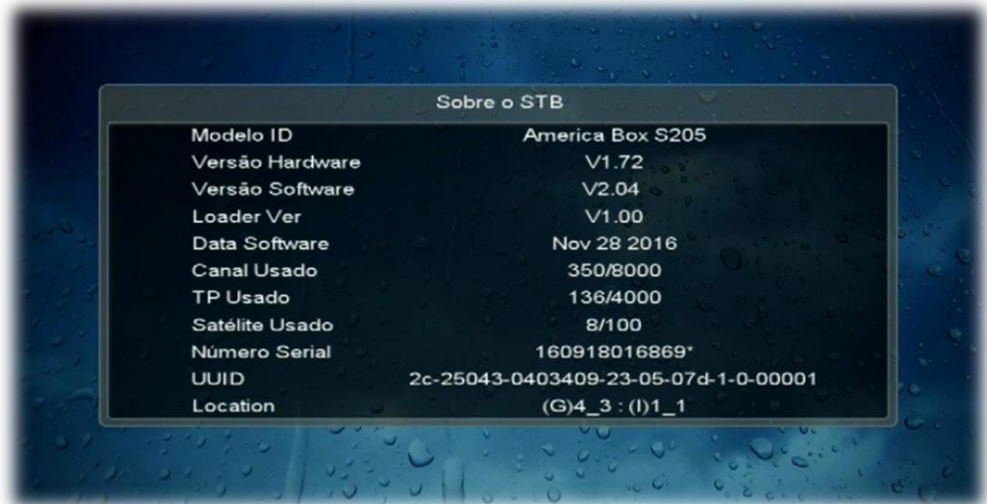 Sobre o STB
Modelo ID America Box S205
Versão Hardware V1.72
Versão Software V2.04
Loader Ver V1.00
Data Software Nov 28 2016
Canal Usado 350/8000
TP Usado 136/4000
Satélite Usado 8/100
Número Serial 160918016869*
UUID 2c-25043-0403409-23-05-07d-1-0-00001
Location (G)4_3 : (I)1_1